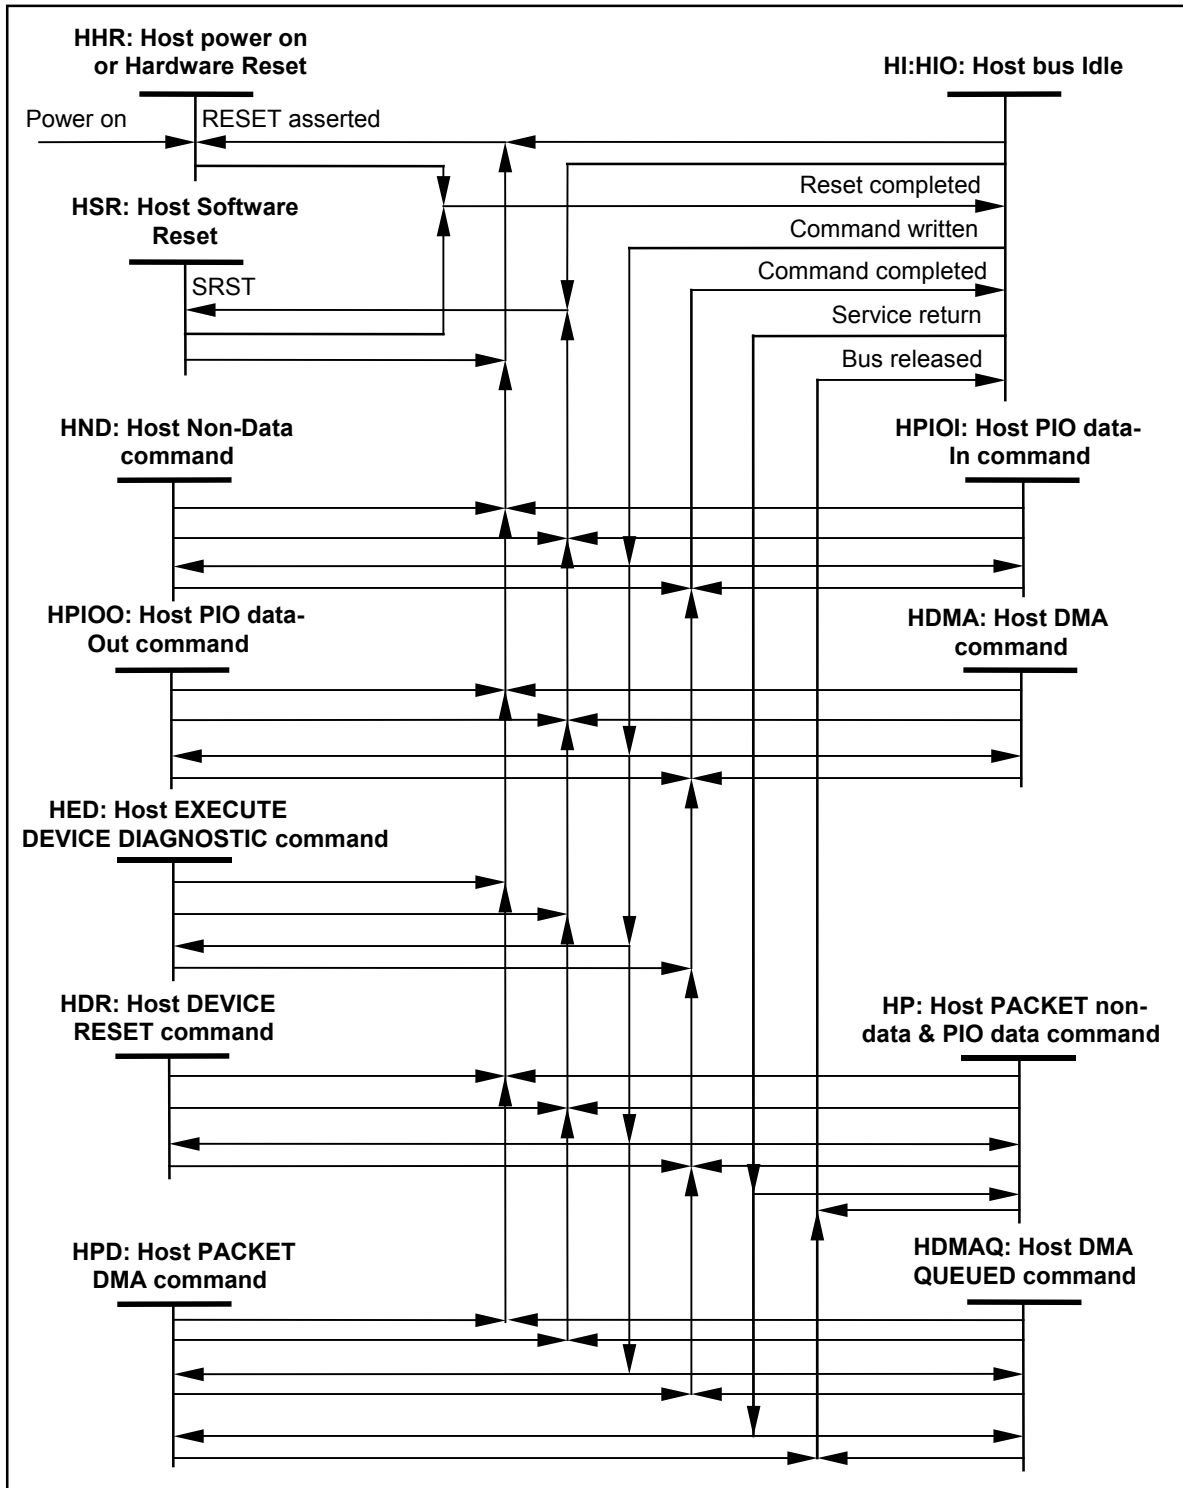 HHR: Host power on
or Hardware Reset
HI:HIO: Host bus Idle
Power on
RESET asserted
Reset completed
HSR: Host Software
Reset
Command written
Command completed
SRST
Service return
Bus released
HND: Host Non-Data
command
HPIOI: Host PIO data-
In command
HPIOO: Host PIO data-
Out command
HDMA: Host DMA
command
HED: Host EXECUTE
DEVICE DIAGNOSTIC command
HDR: Host DEVICE
RESET command
HP: Host PACKET non-
data & PIO data command
HPD: Host PACKET
DMA command
HDMAQ: Host DMA
QUEUED command